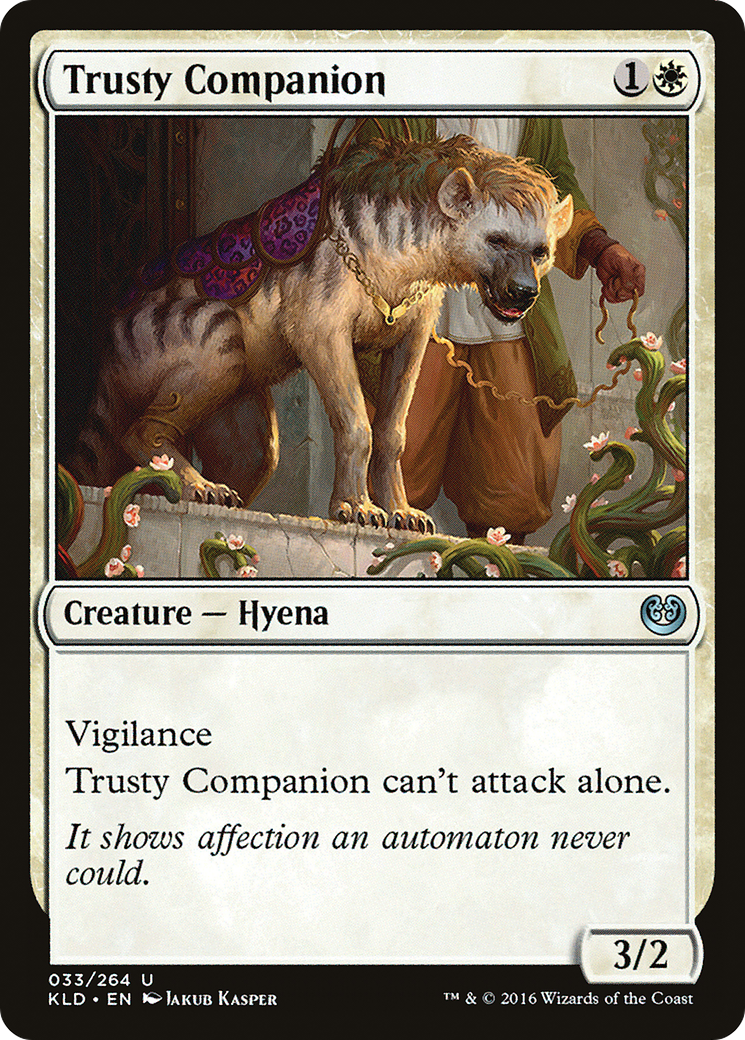 Trusty Companion 1
Creature — Hyena
Vigilance
Trusty Companion can't attack alone.
It shows affection an automaton never
could.
3/2
033/264 U
KLD • EN Jakub Kasper
™ & © 2016 Wizards of the Coast